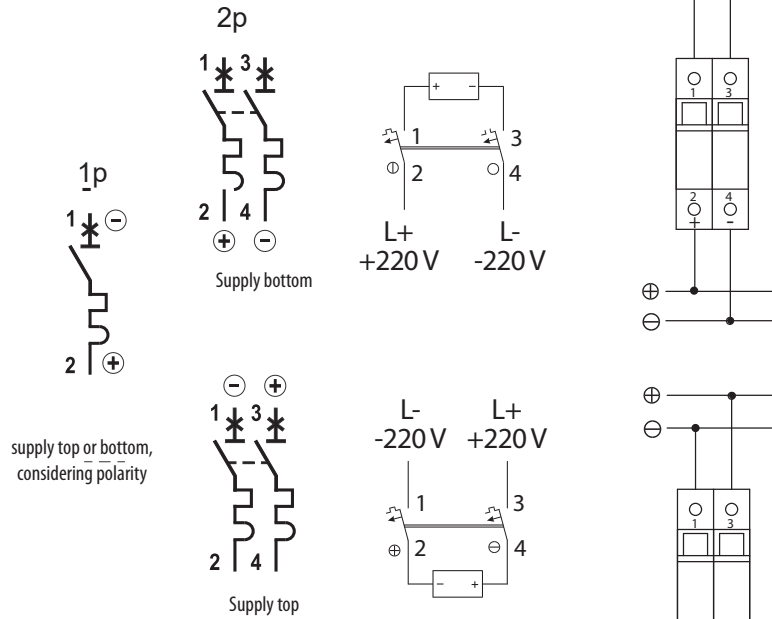 2p
1 3
2 4
⊕ ⊖
Supply bottom
1p
1 ⊖
2 ⊕
supply top or bottom,
considering polarity
⊖ ⊕
1 3
2 4
Supply top
+ −
1 3
2 4
L+ L-
+220 V -220 V
L- L+
-220 V +220 V
1 3
⊕ 2 ⊖ 4
− +
1 3
2 4
+ -
⊕
⊖
⊕
⊖
1 3